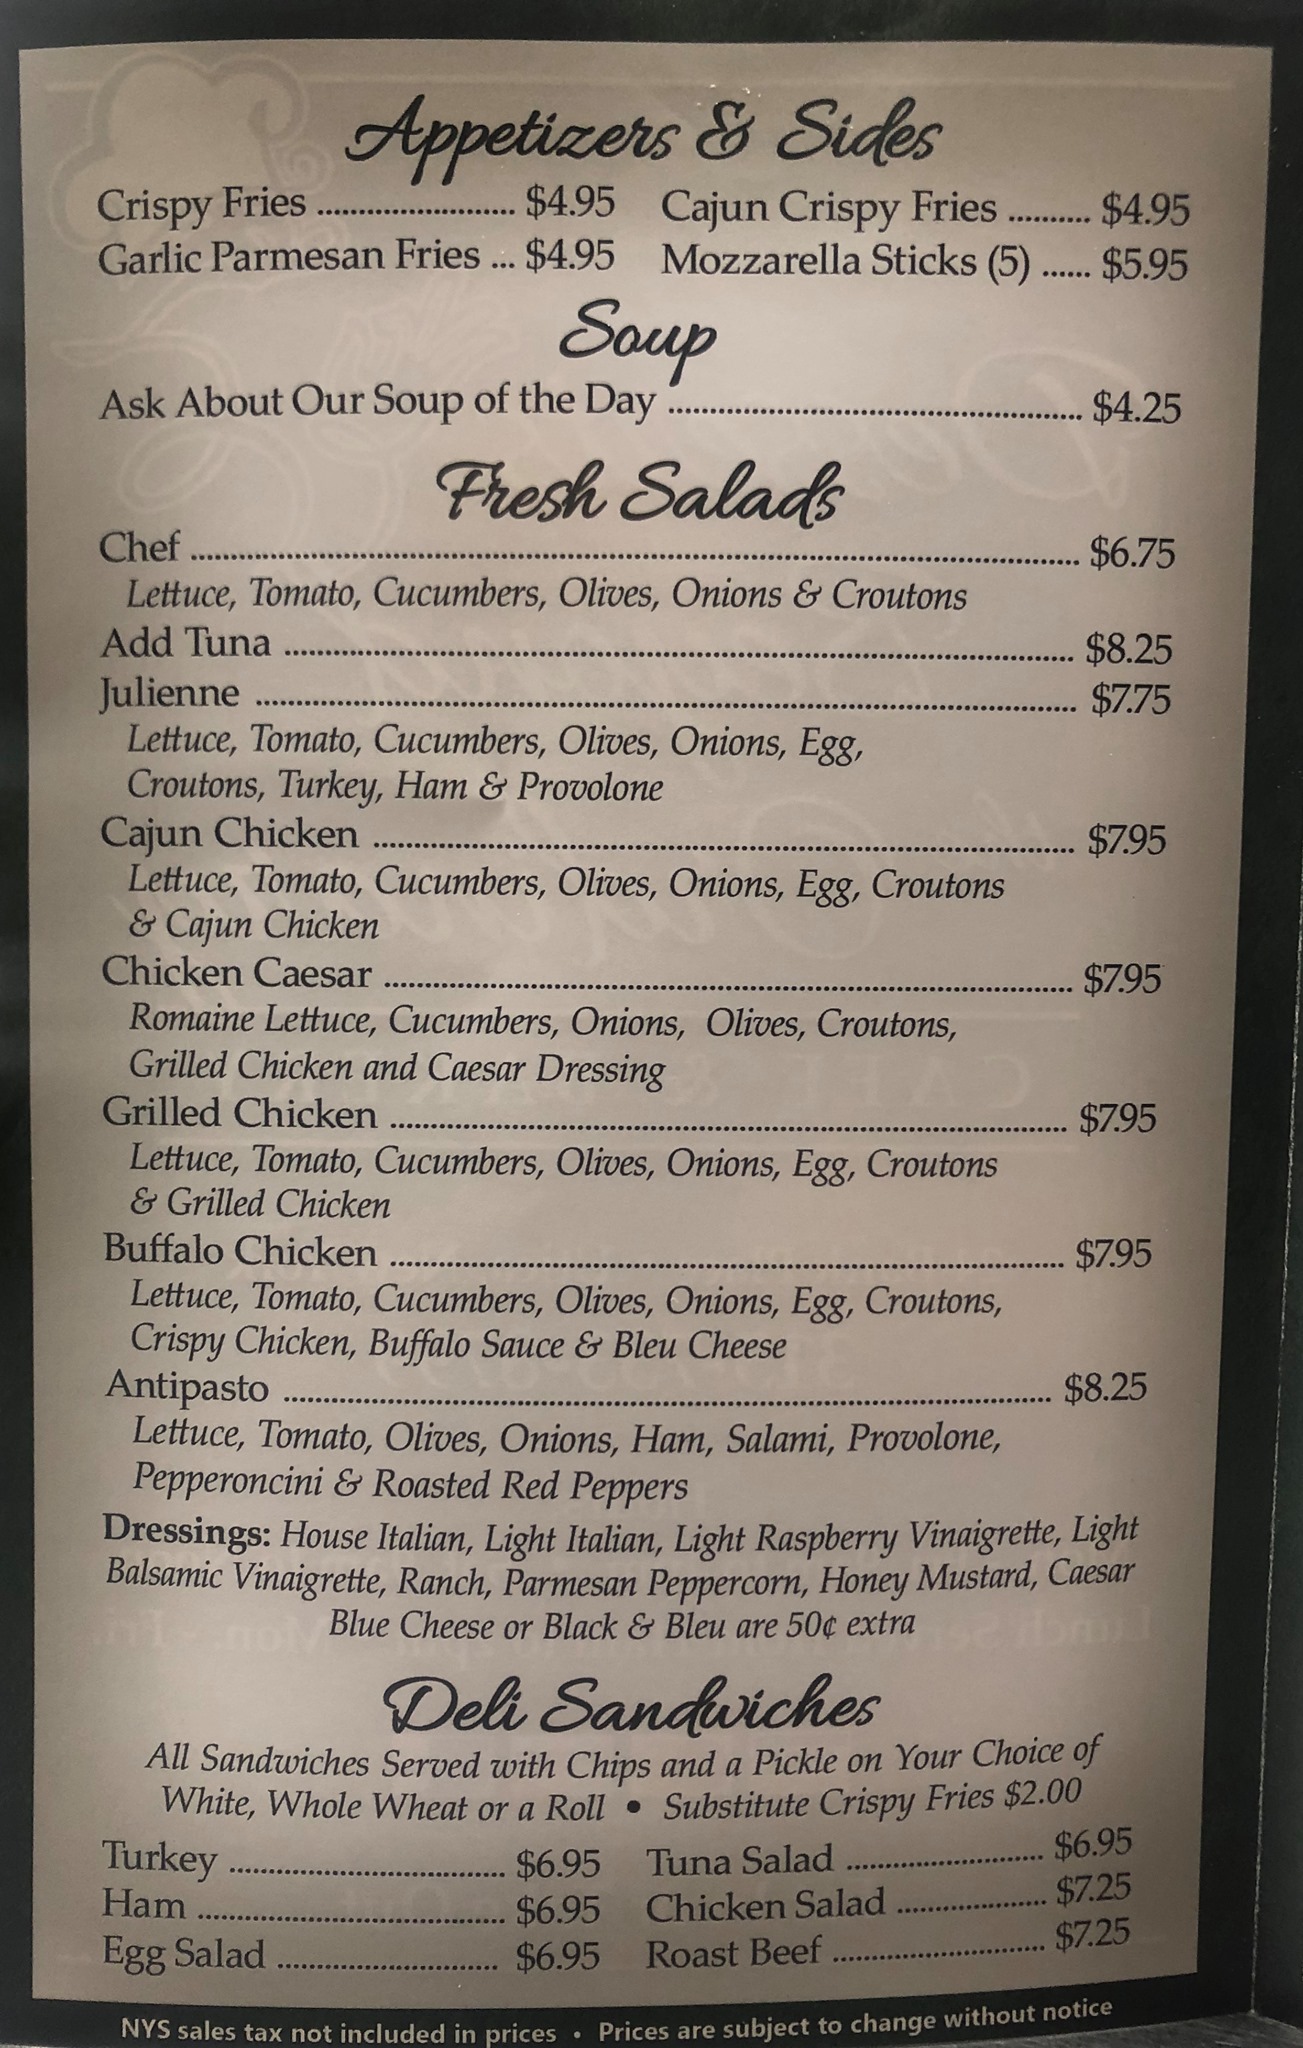 Appetizers & Sides
Crispy Fries ........................ $4.95 Cajun Crispy Fries .......... $4.95
Garlic Parmesan Fries ... $4.95 Mozzarella Sticks (5) ...... $5.95
Soup
Ask About Our Soup of the Day .................................................. $4.25
Fresh Salads
Chef ............................................................................................................ $6.75
Lettuce, Tomato, Cucumbers, Olives, Onions & Croutons
Add Tuna ................................................................................................ $8.25
Julienne .................................................................................................... $7.75
Lettuce, Tomato, Cucumbers, Olives, Onions, Egg,
Croutons, Turkey, Ham & Provolone
Cajun Chicken ..................................................................................... $7.95
Lettuce, Tomato, Cucumbers, Olives, Onions, Egg, Croutons
& Cajun Chicken
Chicken Caesar .................................................................................... $7.95
Romaine Lettuce, Cucumbers, Onions, Olives, Croutons,
Grilled Chicken and Caesar Dressing
Grilled Chicken .................................................................................. $7.95
Lettuce, Tomato, Cucumbers, Olives, Onions, Egg, Croutons
& Grilled Chicken
Buffalo Chicken .................................................................................. $7.95
Lettuce, Tomato, Cucumbers, Olives, Onions, Egg, Croutons,
Crispy Chicken, Buffalo Sauce & Bleu Cheese
Antipasto ............................................................................................. $8.25
Lettuce, Tomato, Olives, Onions, Ham, Salami, Provolone,
Pepperoncini & Roasted Red Peppers
Dressings: House Italian, Light Italian, Light Raspberry Vinaigrette, Light
Balsamic Vinaigrette, Ranch, Parmesan Peppercorn, Honey Mustard, Caesar
Blue Cheese or Black & Bleu are 50¢ extra
Deli Sandwiches
All Sandwiches Served with Chips and a Pickle on Your Choice of
White, Whole Wheat or a Roll • Substitute Crispy Fries $2.00
Turkey ................................. $6.95 Tuna Salad ........................ $6.95
Ham ..................................... $6.95 Chicken Salad .................. $7.25
Egg Salad ........................... $6.95 Roast Beef .......................... $7.25
NYS sales tax not included in prices • Prices are subject to change without notice